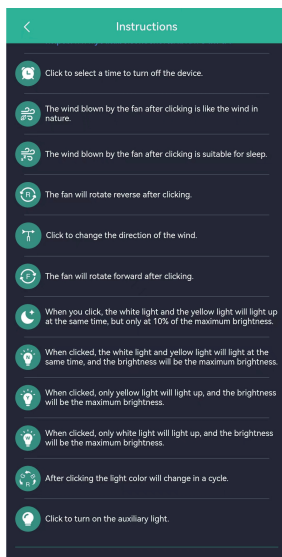 Instructions
Click to select a time to turn off the device.
The wind blown by the fan after clicking is like the wind in
nature.
The wind blown by the fan after clicking is suitable for sleep.
R
The fan will rotate reverse after clicking.
Click to change the direction of the wind.
F
The fan will rotate forward after clicking.
When you click, the white light and the yellow light will light up
at the same time, but only at 10% of the maximum brightness.
When clicked, the white light and yellow light will light at the
same time, and the brightness will be the maximum brightness.
When clicked, only yellow light will light up, and the brightness
will be the maximum brightness.
When clicked, only white light will light up, and the brightness
will be the maximum brightness.
After clicking the light color will change in a cycle.
Click to turn on the auxiliary light.